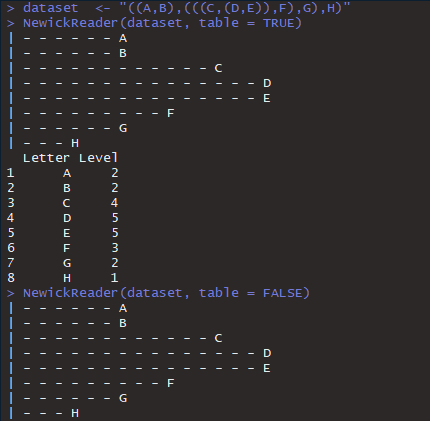 > dataset  <- "((A,B),(((C,(D,E)),F),G),H)"
> NewickReader(dataset, table = TRUE)
| - - - - - - A
| - - - - - - B
| - - - - - - - - - - - - C
| - - - - - - - - - - - - - - - D
| - - - - - - - - - - - - - - - E
| - - - - - - - - - F
| - - - - - - G
| - - - H
  Letter Level
1      A     2
2      B     2
3      C     4
4      D     5
5      E     5
6      F     3
7      G     2
8      H     1
> NewickReader(dataset, table = FALSE)
| - - - - - - A
| - - - - - - B
| - - - - - - - - - - - - C
| - - - - - - - - - - - - - - - D
| - - - - - - - - - - - - - - - E
| - - - - - - - - - F
| - - - - - - G
| - - - H